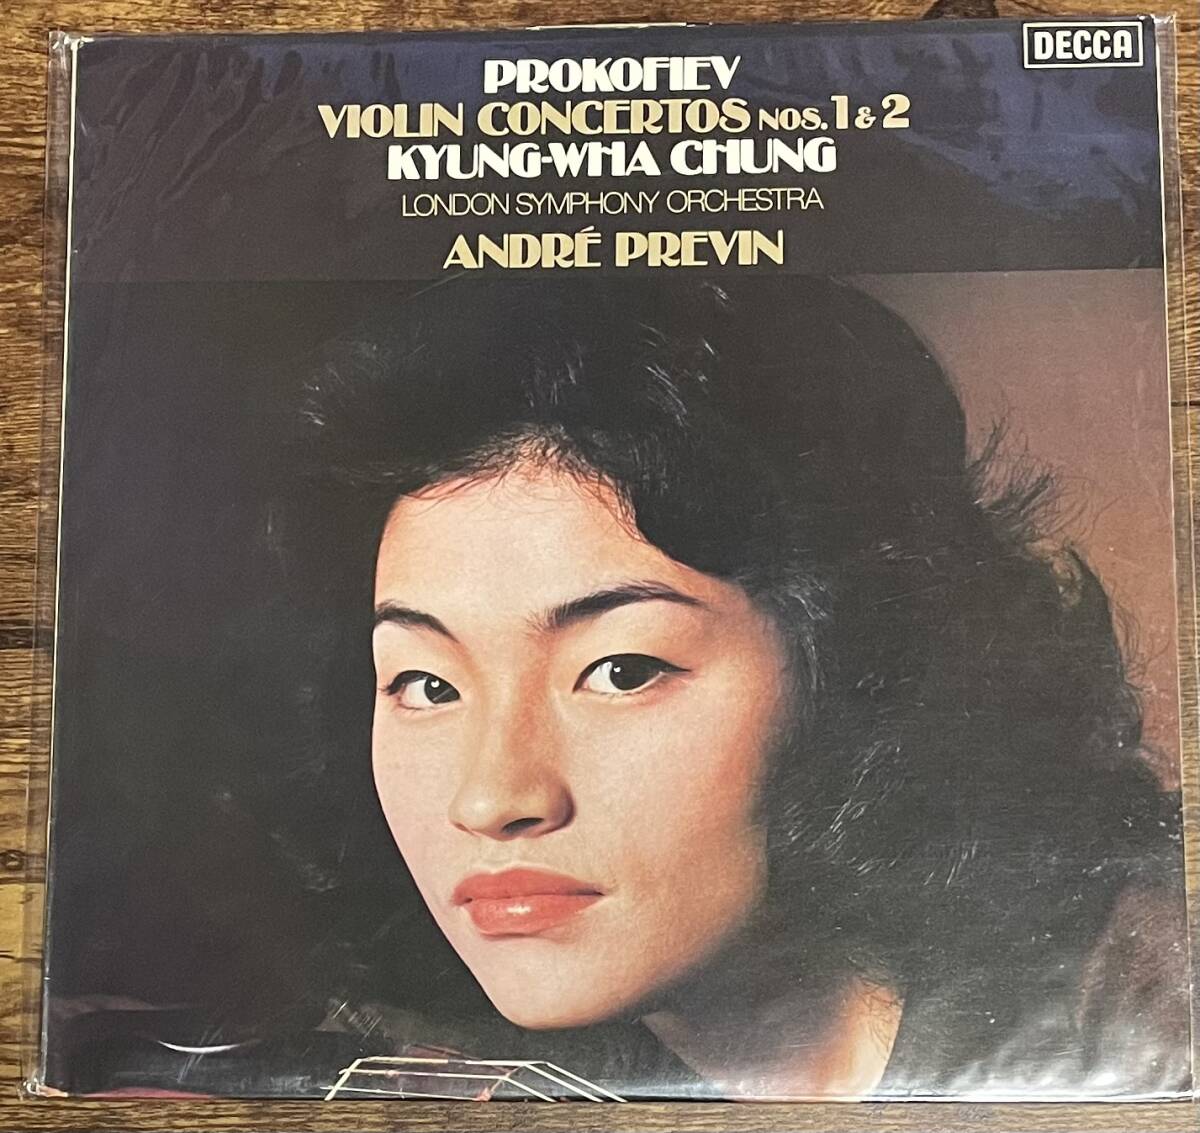 DECCA
PROKOFIEV
VIOLIN CONCERTOS NOS. 1 & 2
KYUNG-WHA CHUNG
LONDON SYMPHONY ORCHESTRA
ANDRÉ PREVIN